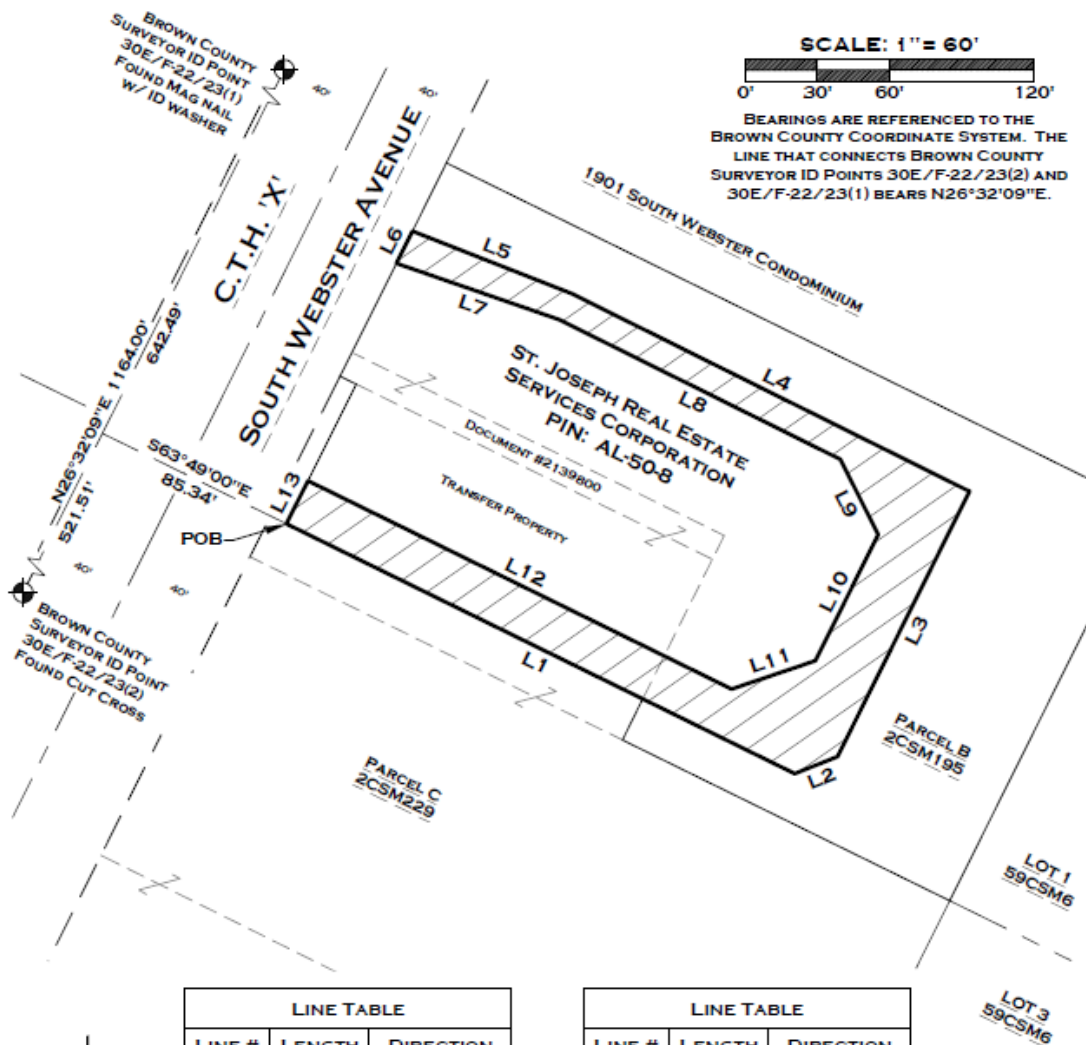 SCALE: 1"= 60'
0' 30' 60' 120'
BEARINGS ARE REFERENCED TO THE
BROWN COUNTY COORDINATE SYSTEM. THE
LINE THAT CONNECTS BROWN COUNTY
SURVEYOR ID POINTS 30E/F-22/23(2) AND
30E/F-22/23(1) BEARS N26°32'09"E.
BROWN COUNTY
SURVEYOR ID POINT
30E/F-22/23(1)
FOUND MAG NAIL
W/ ID WASHER
40'
40'
C.T.H. 'X'
SOUTH WEBSTER AVENUE
1901 SOUTH WEBSTER CONDOMINIUM
L6
L5
L7
L4
L8
ST. JOSEPH REAL ESTATE
SERVICES CORPORATION
PIN: AL-50-8
DOCUMENT #2139800
TRANSFER PROPERTY
N26°32'09"E 1164.00'
642.49'
521.51'
S63°49'00"E
85.34'
POB
L13
L9
L10
L12
L11
L3
L1
L2
40'
40'
BROWN COUNTY
SURVEYOR ID POINT
30E/F-22/23(2)
FOUND CUT CROSS
PARCEL B
2CSM195
PARCEL C
2CSM229
LOT 1
59CSM6
LOT 3
59CSM6
LINE TABLE
LINE # LENGTH DIRECTION
LINE TABLE
LINE # LENGTH DIRECTION